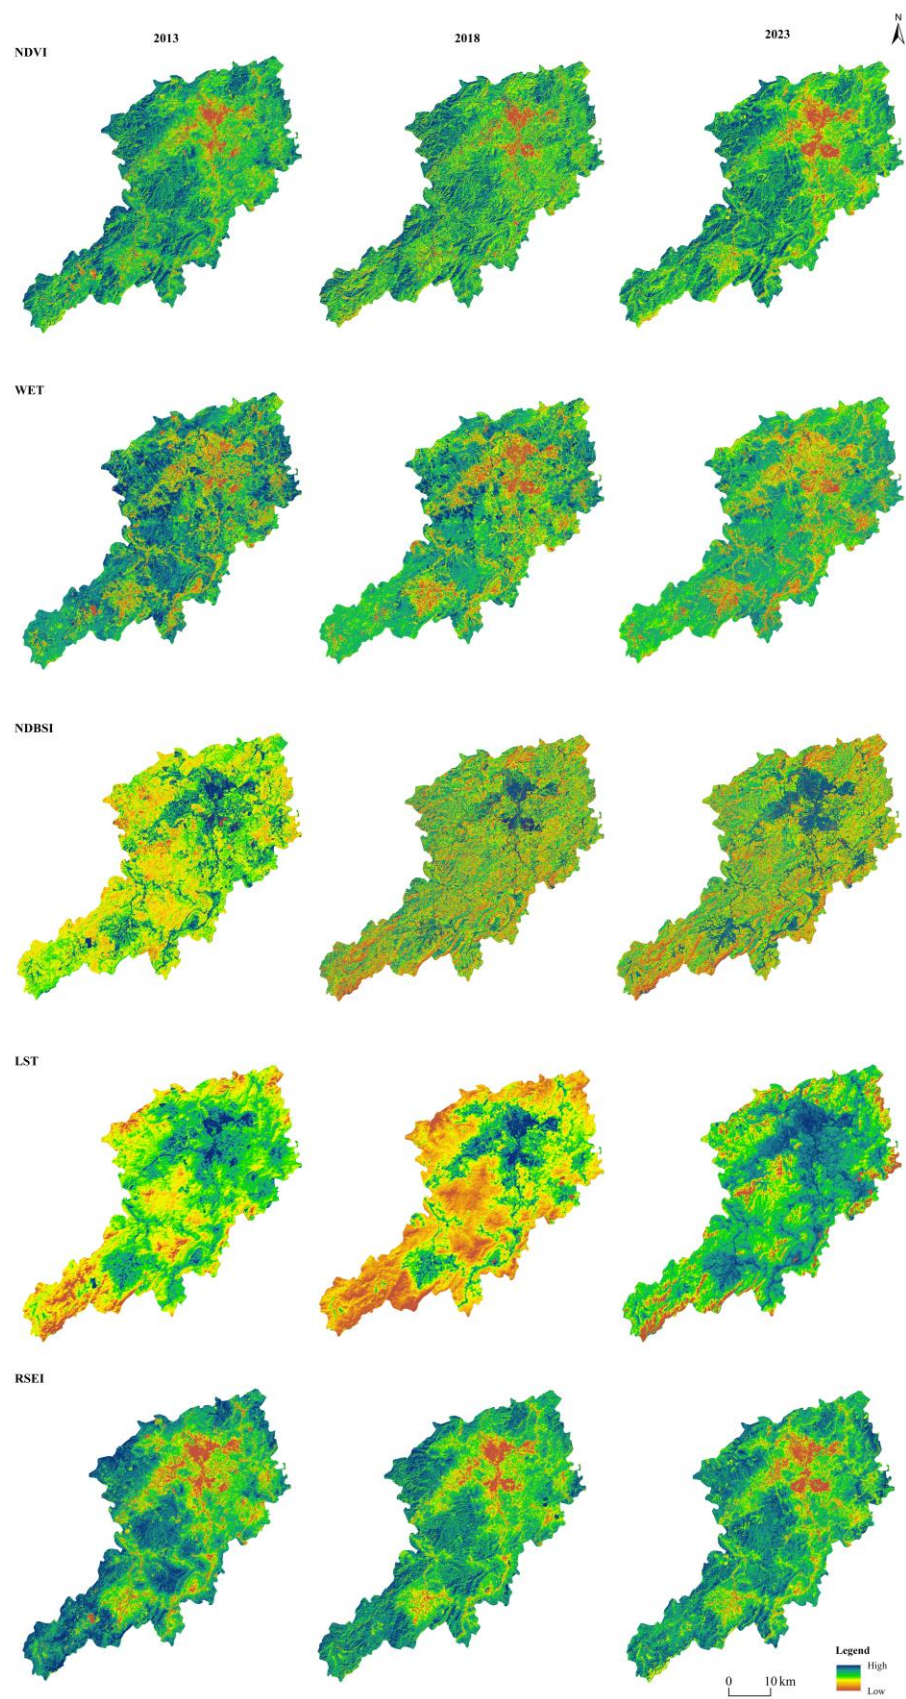 N
2013 2018 2023
NDVI
WET
NDBSI
LST
RSEI
Legend
High
Low
0 10 km